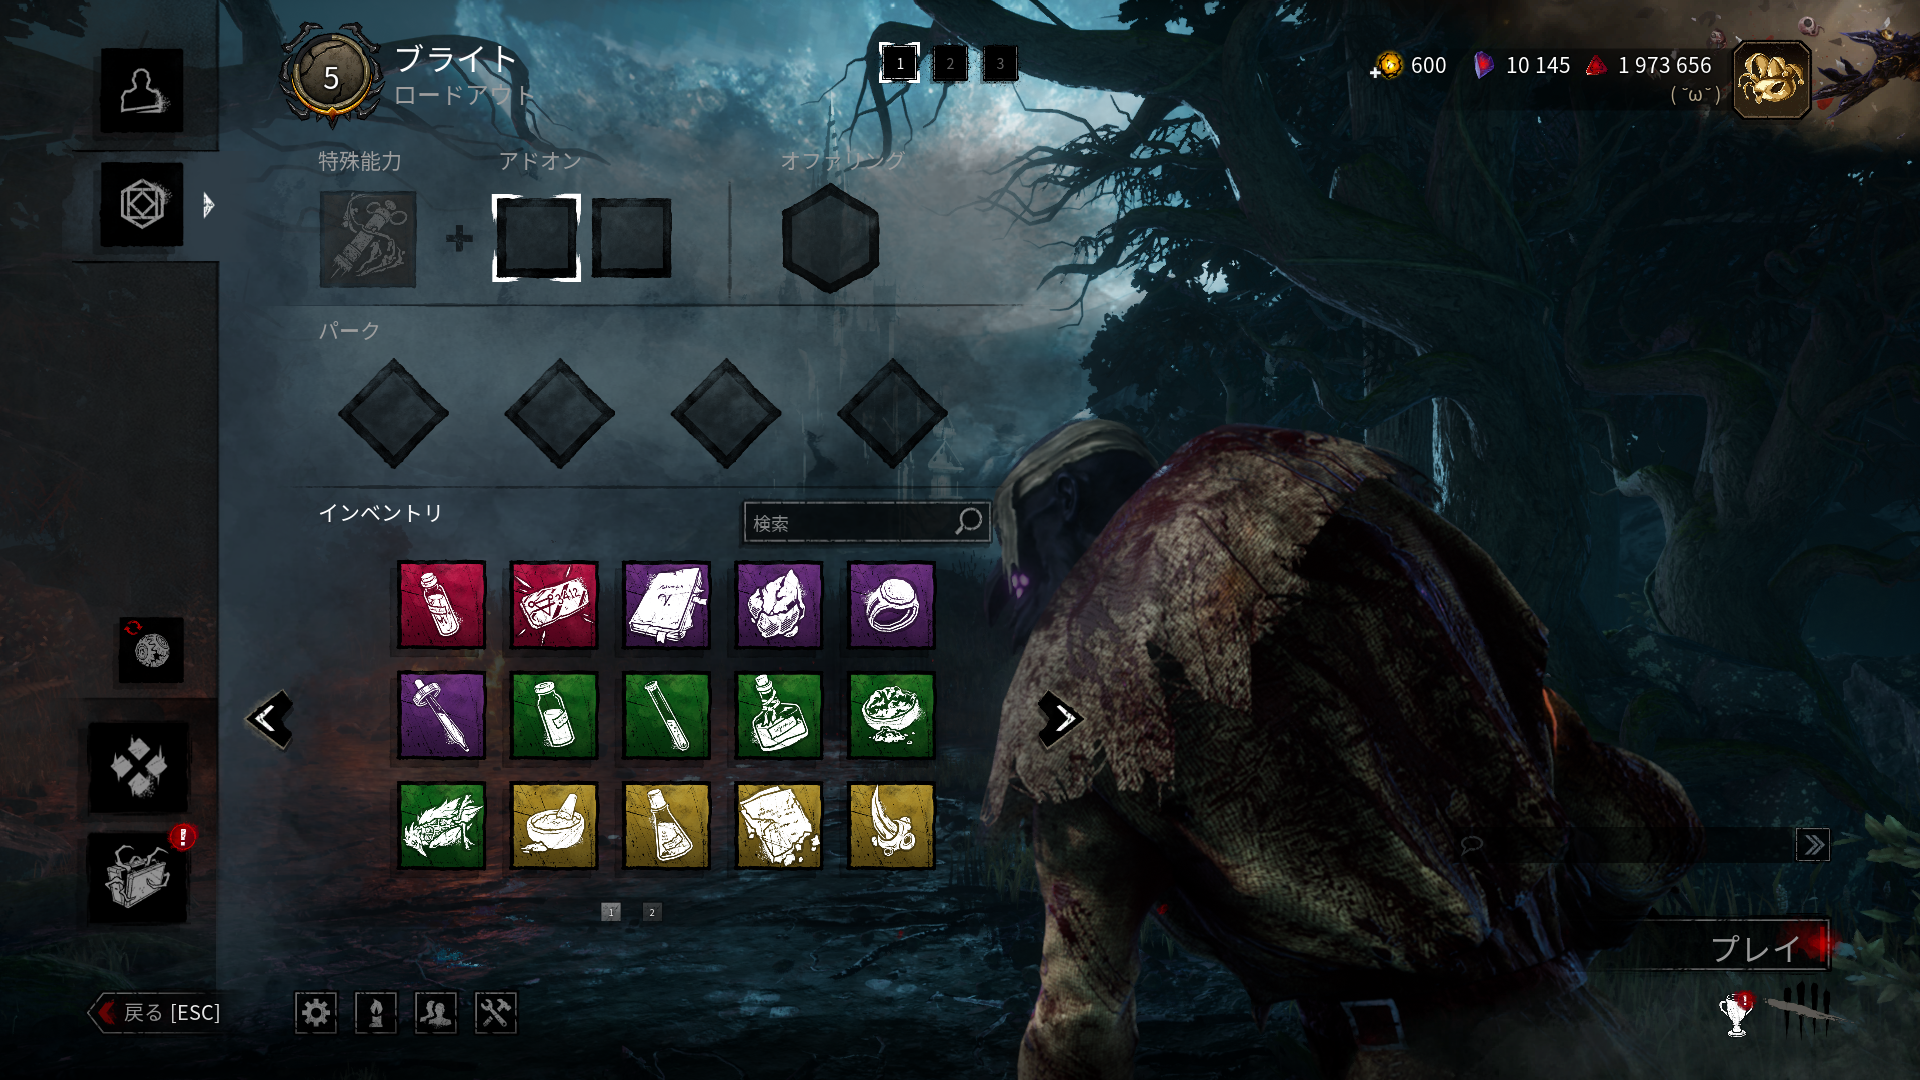 5
ブライト
ロードアウト
1 2 3
600 10 145 1 973 656
( ˘ω˘ )
特殊能力 アドオン オファリング
パーク
インベントリ
検索
1 2
プレイ
戻る [ESC]